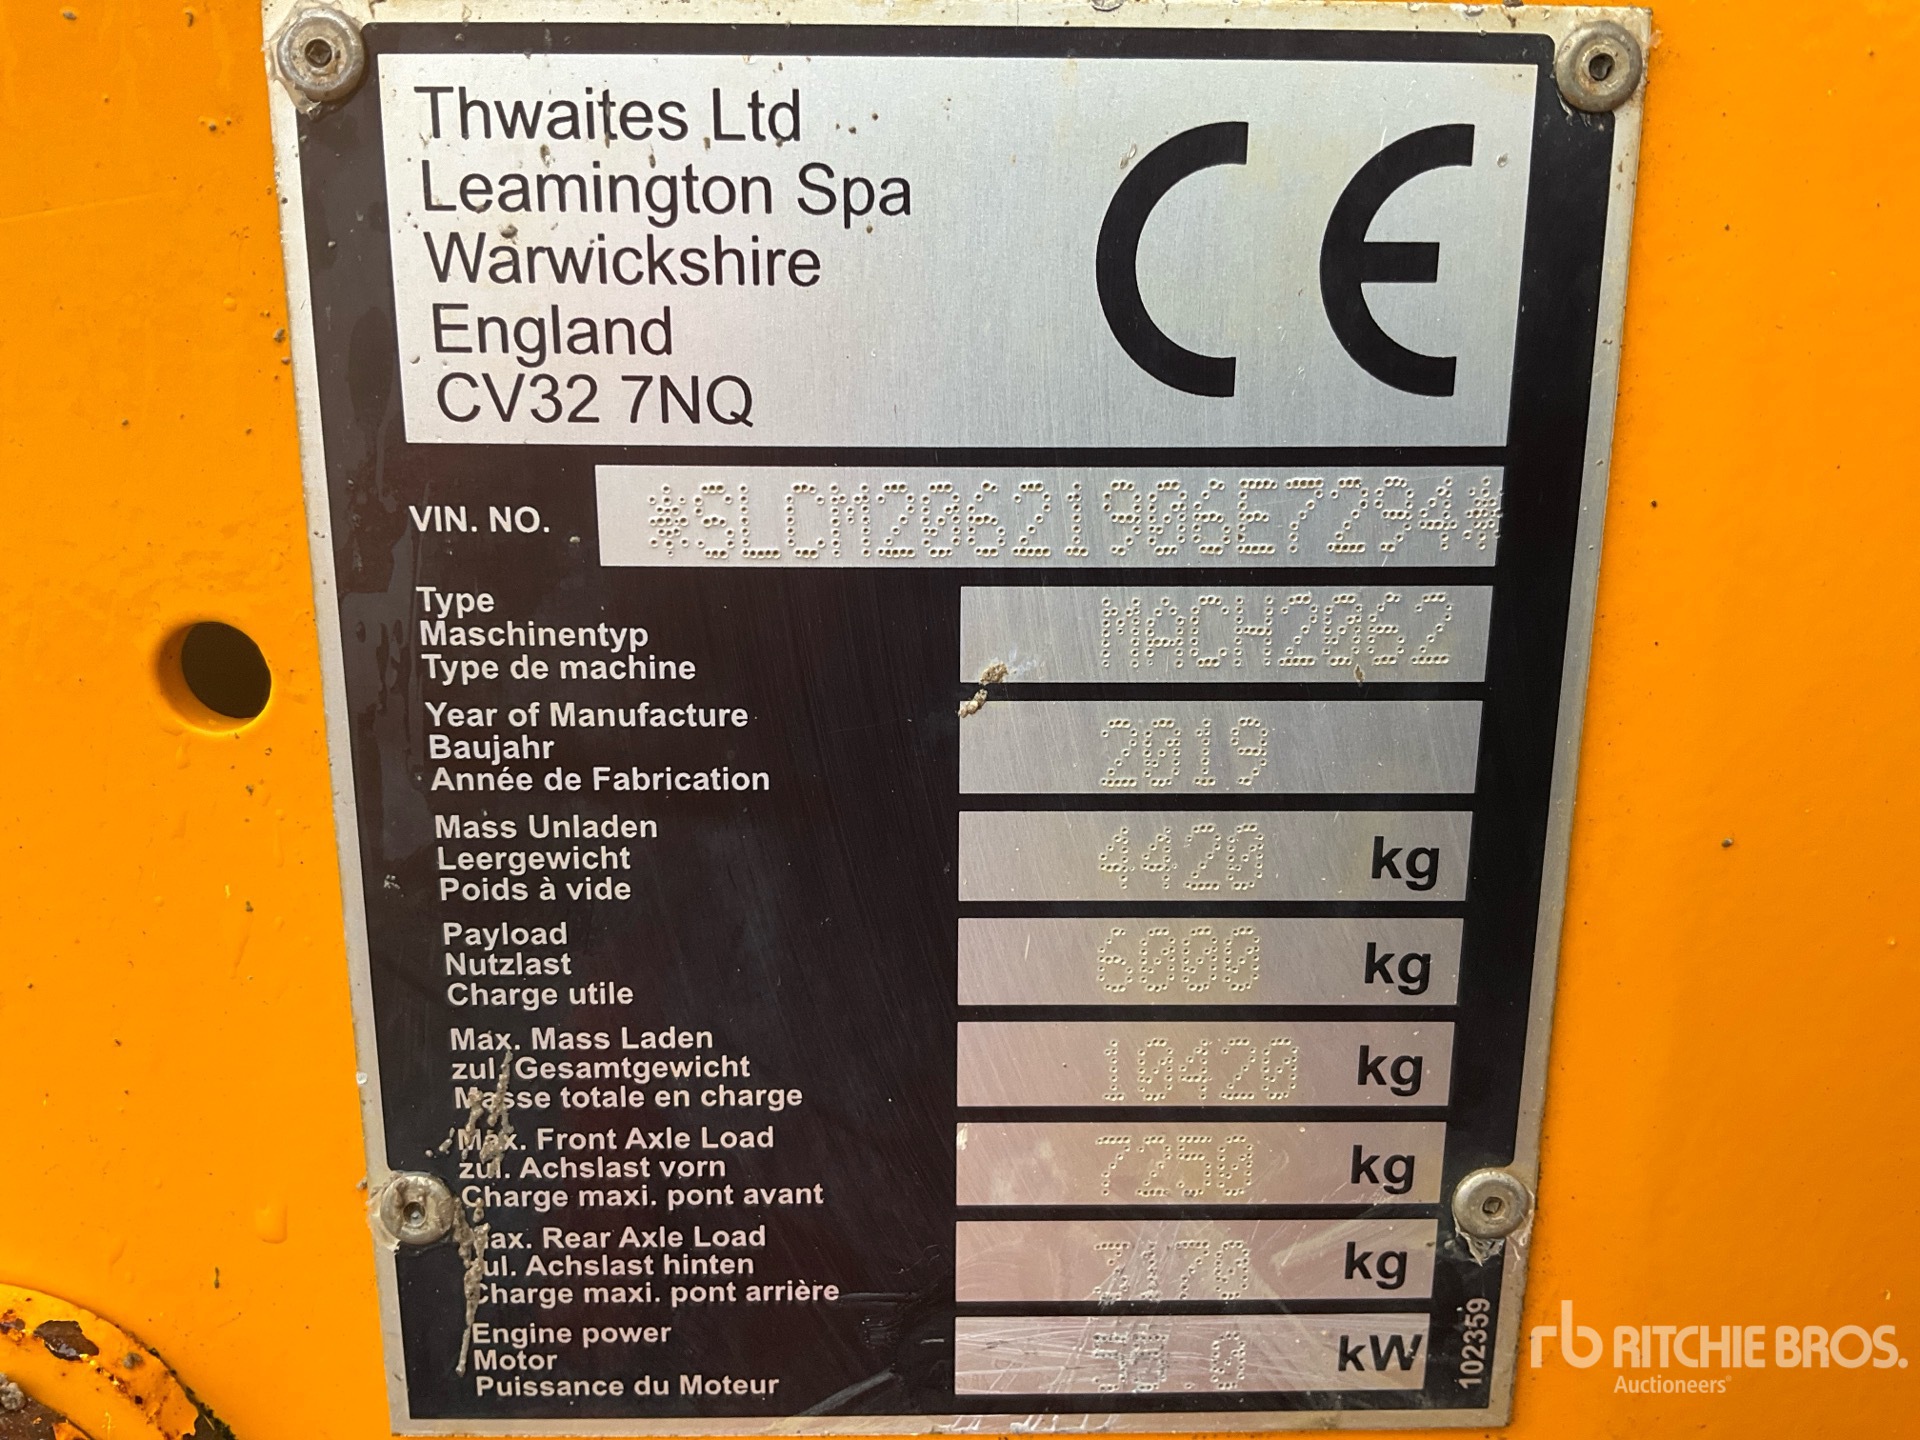 Thwaites Ltd
Leamington Spa
Warwickshire
England
CV32 7NQ
CE
VIN. NO. *SLCM20621906E7294*
Type
Maschinentyp
Type de machine
MACH2062
Year of Manufacture
Baujahr
Année de Fabrication
2019
Mass Unladen
Leergewicht
Poids à vide
4420 kg
Payload
Nutzlast
Charge utile
6000 kg
Max. Mass Laden
zul. Gesamtgewicht
Masse totale en charge
10420 kg
Max. Front Axle Load
zul. Achslast vorn
Charge maxi. pont avant
7250 kg
Max. Rear Axle Load
zul. Achslast hinten
Charge maxi. pont arrière
3170 kg
Engine power
Motor
Puissance du Moteur
kW
102359
rb RITCHIE BROS.
Auctioneers